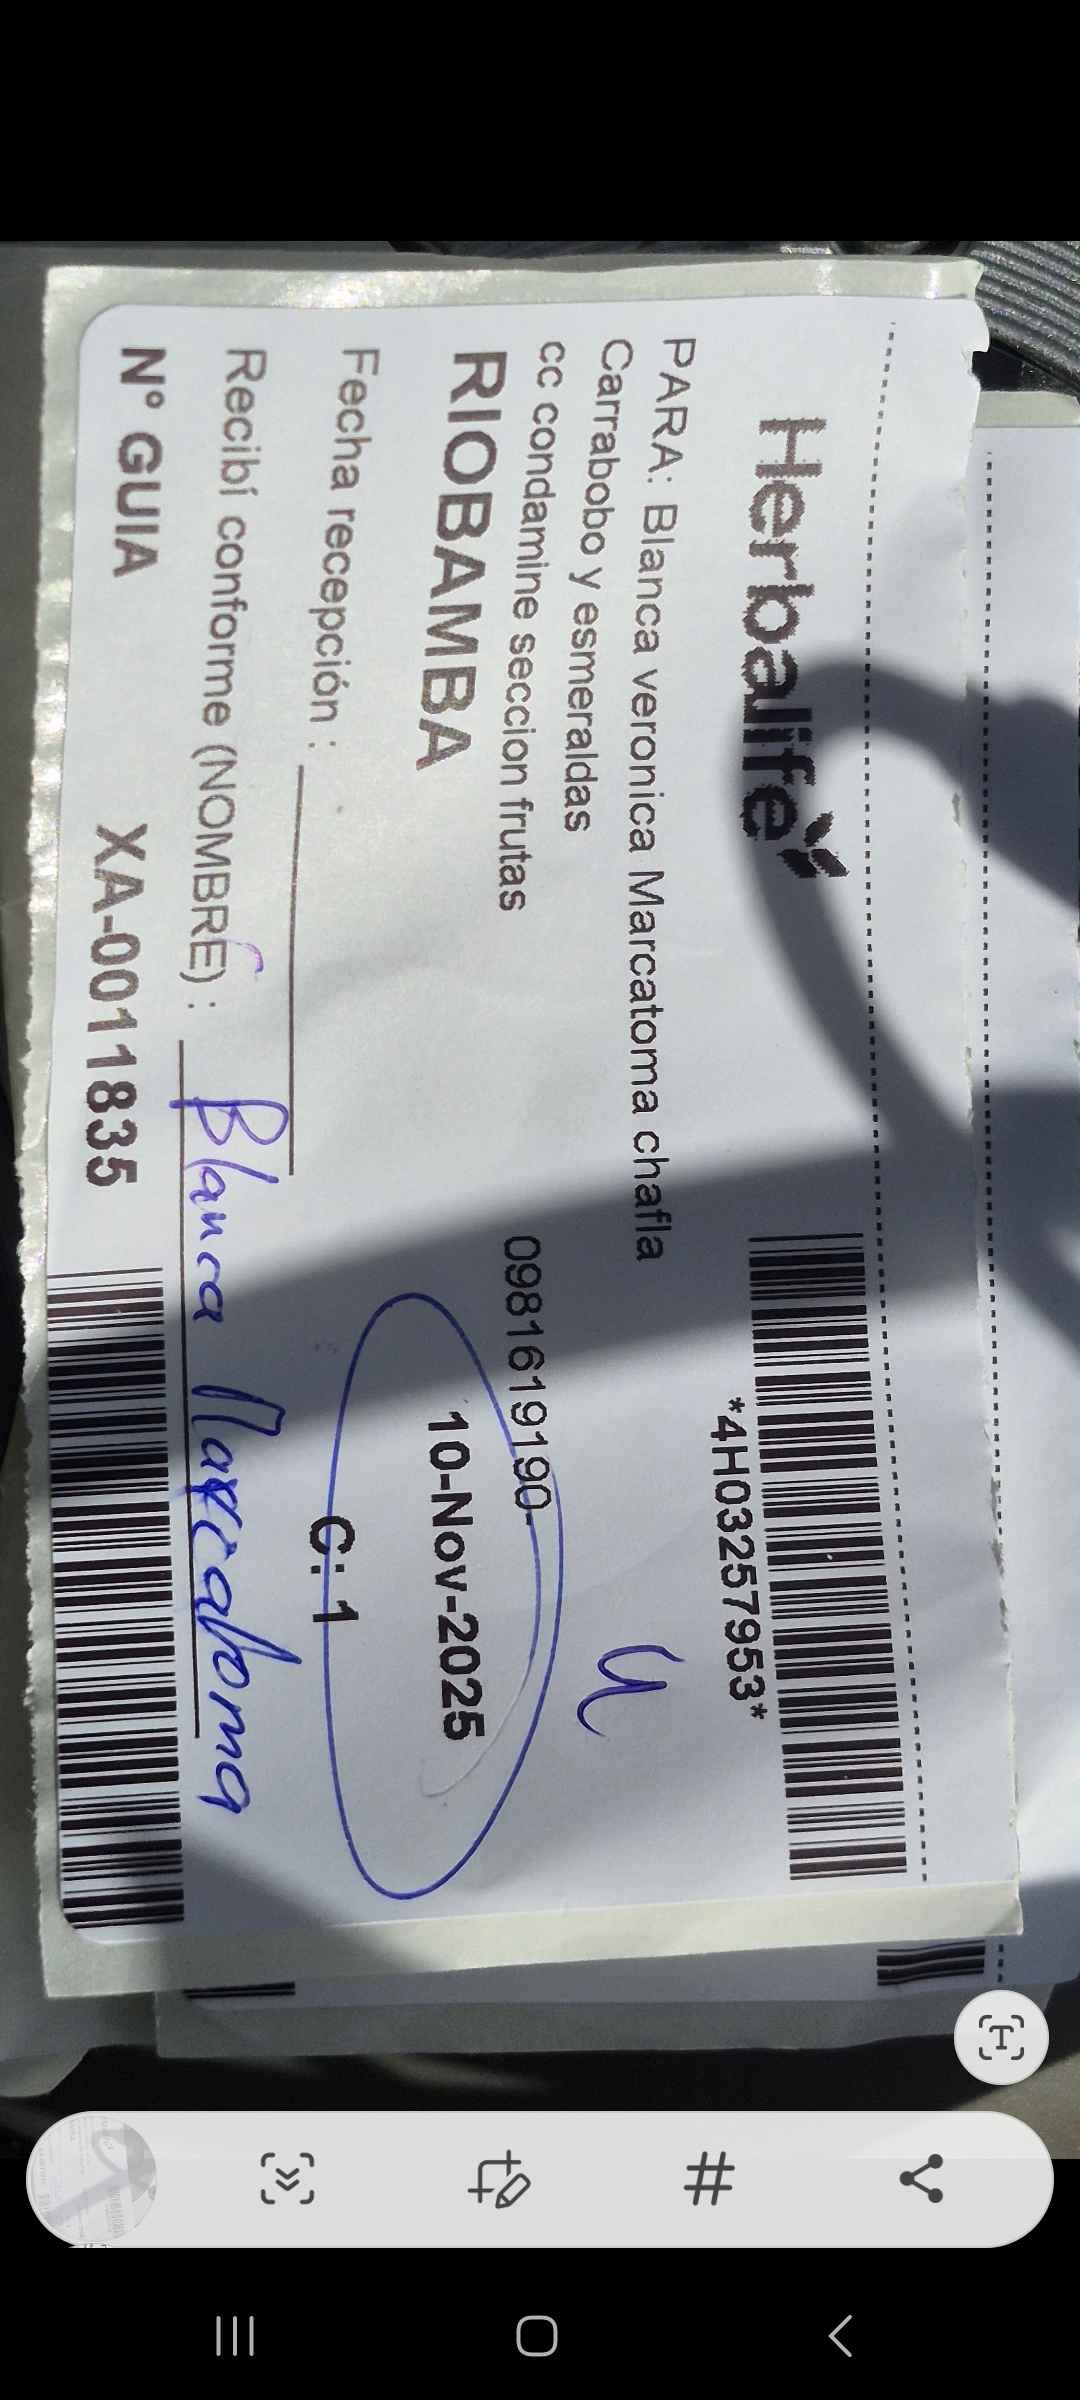 Herbalife
*4H03257953*
PARA: Blanca veronica Marcatoma chafla
Carrabobo y esmeraldas
cc condamine seccion frutas
0981619190-
RIOBAMBA
10-Nov-2025
Fecha recepción :
C: 1
Recibí conforme (NOMBRE) : Blanca Marcatoma
N° GUIA XA-0011835